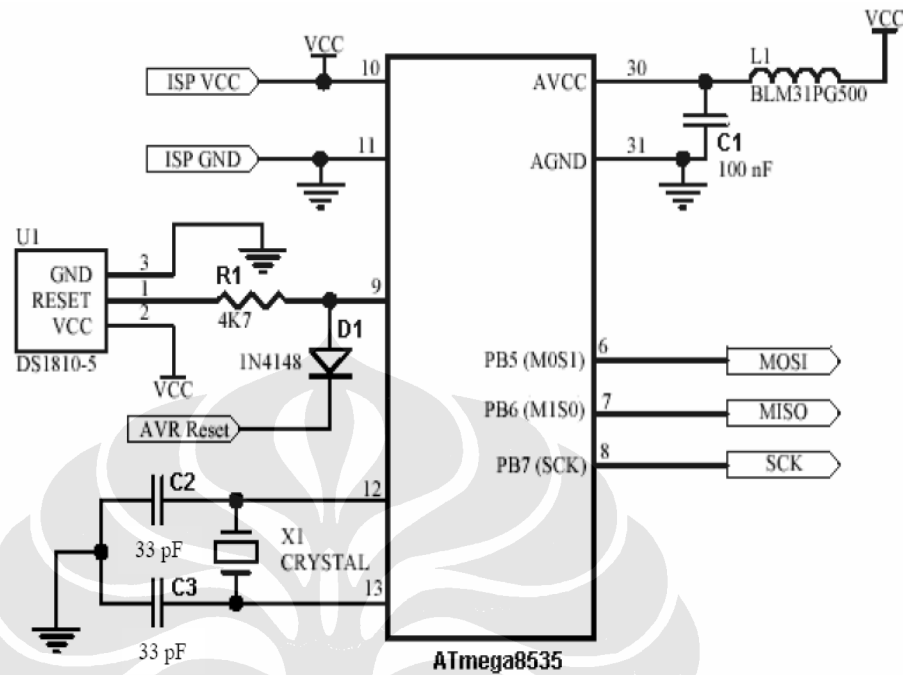 VCC
VCC
ISP VCC
10
AVCC
30
L1
BLM31PG500
C1
100 nF
ISP GND
11
AGND
31
U1
GND
3
RESET
1
VCC
2
DS1810-5
VCC
R1
4K7
9
D1
1N4148
AVR Reset
PB5 (M0S1)
6
MOSI
PB6 (M1S0)
7
MISO
PB7 (SCK)
8
SCK
C2
33 pF
12
X1
CRYSTAL
C3
33 pF
13
ATmega8535